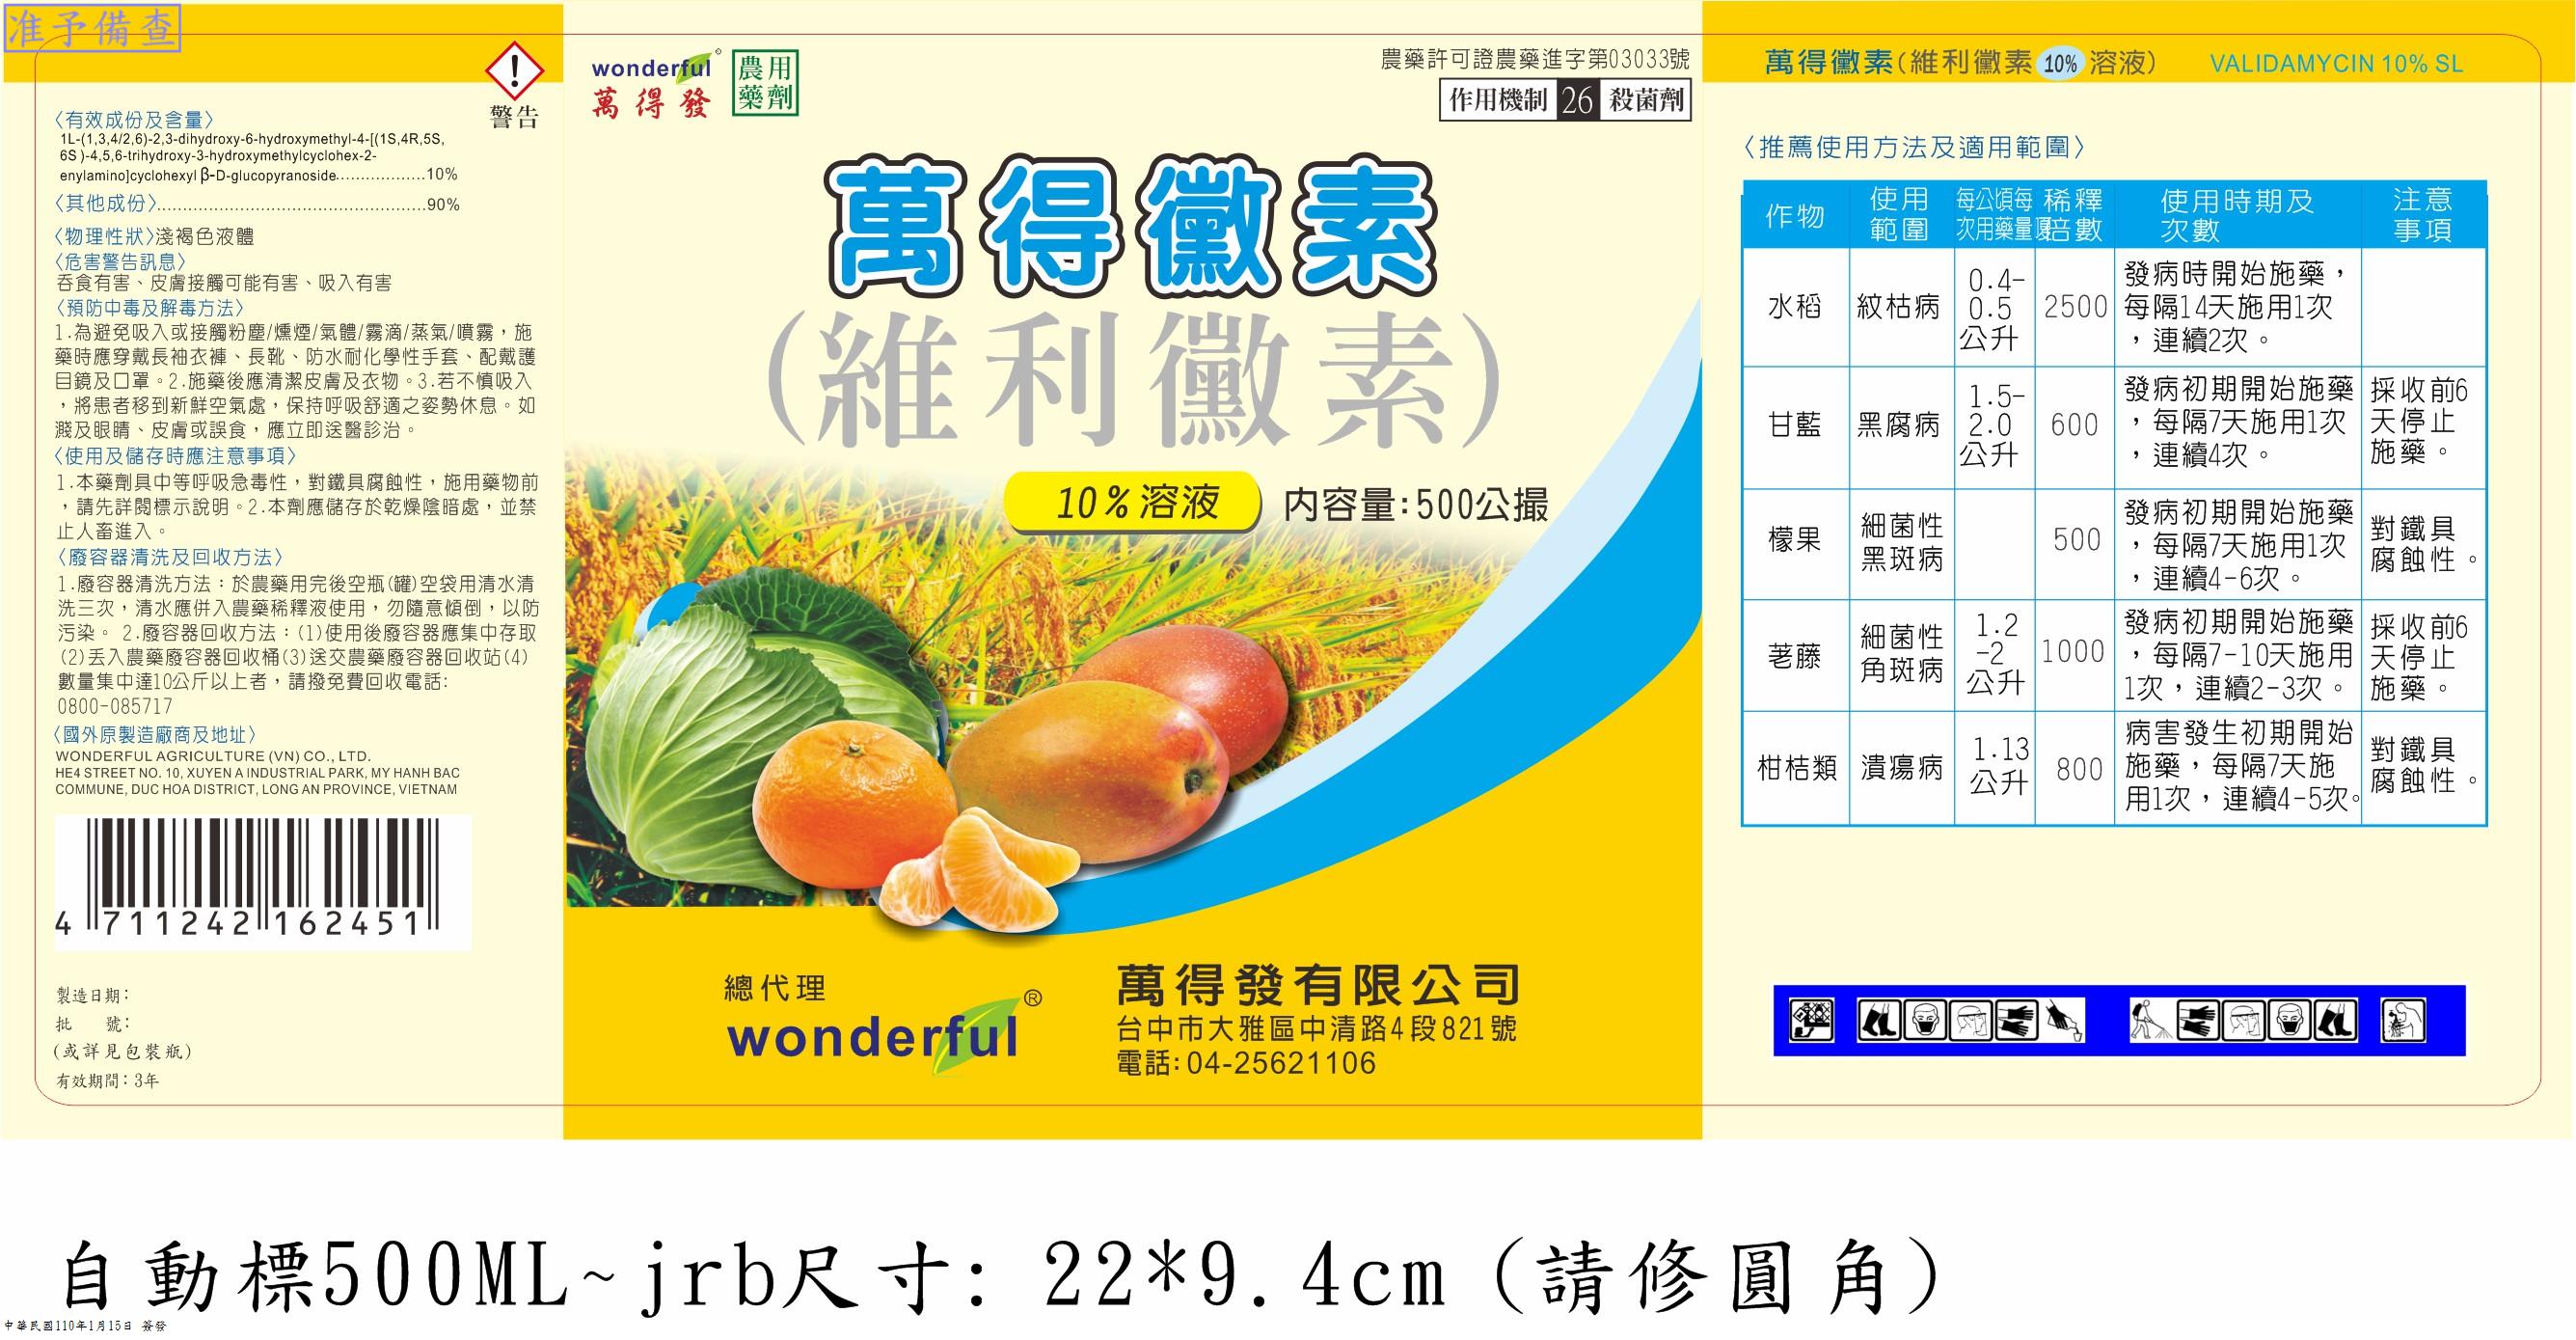 准予備查
警告
〈有效成份及含量〉
1L-(1,3,4/2,6)-2,3-dihydroxy-6-hydroxymethyl-4-[(1S,4R,5S,
6S)-4,5,6-trihydroxy-3-hydroxymethylcyclohex-2-
enylamino]cyclohexyl β-D-glucopyranoside..................10%
〈其他成份〉....................................................90%
〈物理性狀〉淺褐色液體
〈危害警告訊息〉
吞食有害、皮膚接觸可能有害、吸入有害
〈預防中毒及解毒方法〉
1.為避免吸入或接觸粉塵/燻煙/氣體/霧滴/蒸氣/噴霧，施
藥時應穿戴長袖衣褲、長靴、防水耐化學性手套、配戴護
目鏡及口罩。2.施藥後應清潔皮膚及衣物。3.若不慎吸入
，將患者移到新鮮空氣處，保持呼吸舒適之姿勢休息。如
濺及眼睛、皮膚或誤食，應立即送醫診治。
〈使用及儲存時應注意事項〉
1.本藥劑具中等呼吸急毒性，對鐵具腐蝕性，施用藥物前
，請先詳閱標示說明。2.本劑應儲存於乾燥陰暗處，並禁
止人畜進入。
〈廢容器清洗及回收方法〉
1.廢容器清洗方法：於農藥用完後空瓶(罐)空袋用清水清
洗三次，清水應併入農藥稀釋液使用，勿隨意傾倒，以防
污染。 2.廢容器回收方法：(1)使用後廢容器應集中存取
(2)丟入農藥廢容器回收桶(3)送交農藥廢容器回收站(4)
數量集中達10公斤以上者，請撥免費回收電話:
0800-085717
〈國外原製造廠商及地址〉
WONDERFUL AGRICULTURE (VN) CO., LTD.
HE4 STREET NO. 10, XUYEN A INDUSTRIAL PARK, MY HANH BAC
COMMUNE, DUC HOA DISTRICT, LONG AN PROVINCE, VIETNAM
4 711242 162451
製造日期：
批　號：
(或詳見包裝瓶)
有效期間：3年
wonderful
萬得發
農用
藥劑
農藥許可證農藥進字第03033號
作用機制 26 殺菌劑
萬得黴素
(維利黴素)
10%溶液 內容量:500公撮
總代理
wonderful®
萬得發有限公司
台中市大雅區中清路4段821號
電話:04-25621106
萬得黴素(維利黴素10%溶液) VALIDAMYCIN 10% SL
〈推薦使用方法及適用範圍〉
作物 使用範圍 每公頃每次用藥量 稀釋倍數 使用時期及次數 注意事項
水稻 紋枯病 0.4-0.5公升 2500 發病時開始施藥，每隔14天施用1次，連續2次。
甘藍 黑腐病 1.5-2.0公升 600 發病初期開始施藥，每隔7天施用1次，連續4次。 採收前6天停止施藥。
檬果 細菌性黑斑病 500 發病初期開始施藥，每隔7天施用1次，連續4-6次。 對鐵具腐蝕性。
荖藤 細菌性角斑病 1.2-2公升 1000 發病初期開始施藥，每隔7-10天施用1次，連續2-3次。 採收前6天停止施藥。
柑桔類 潰瘍病 1.13公升 800 病害發生初期開始施藥，每隔7天施用1次，連續4-5次。 對鐵具腐蝕性。
自動標500ML~jrb尺寸: 22*9.4cm (請修圓角)
中華民國110年1月15日 簽發